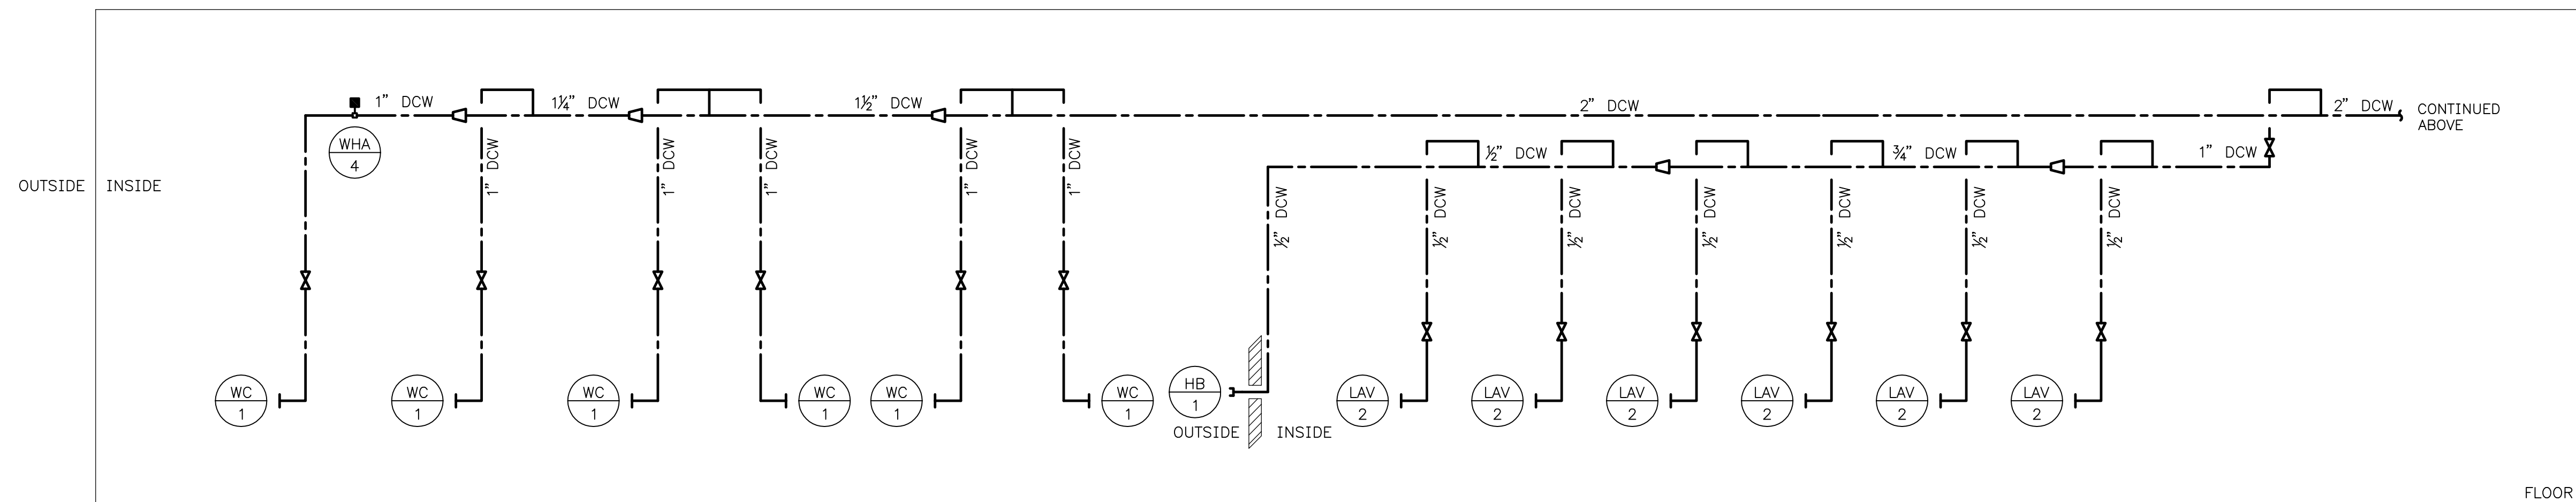 1" DCW
1¼" DCW
1½" DCW
2" DCW
2" DCW
CONTINUED
ABOVE
WHA
4
½" DCW
¾" DCW
1" DCW
OUTSIDE
INSIDE
1" DCW
1" DCW
1" DCW
1" DCW
1" DCW
½" DCW
½" DCW
½" DCW
½" DCW
½" DCW
½" DCW
½" DCW
WC
1
WC
1
WC
1
WC
1
WC
1
WC
1
HB
1
LAV
2
LAV
2
LAV
2
LAV
2
LAV
2
LAV
2
OUTSIDE
INSIDE
FLOOR